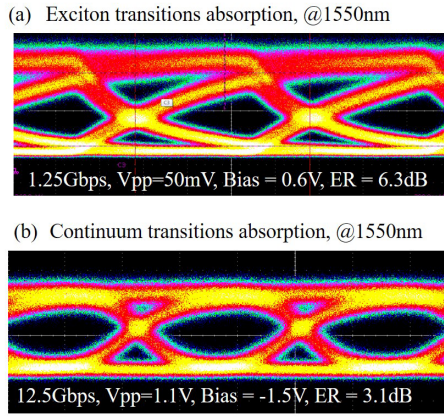 (a) Exciton transitions absorption, @1550nm
1.25Gbps, Vpp=50mV, Bias = 0.6V, ER = 6.3dB
(b) Continuum transitions absorption, @1550nm
12.5Gbps, Vpp=1.1V, Bias = -1.5V, ER = 3.1dB